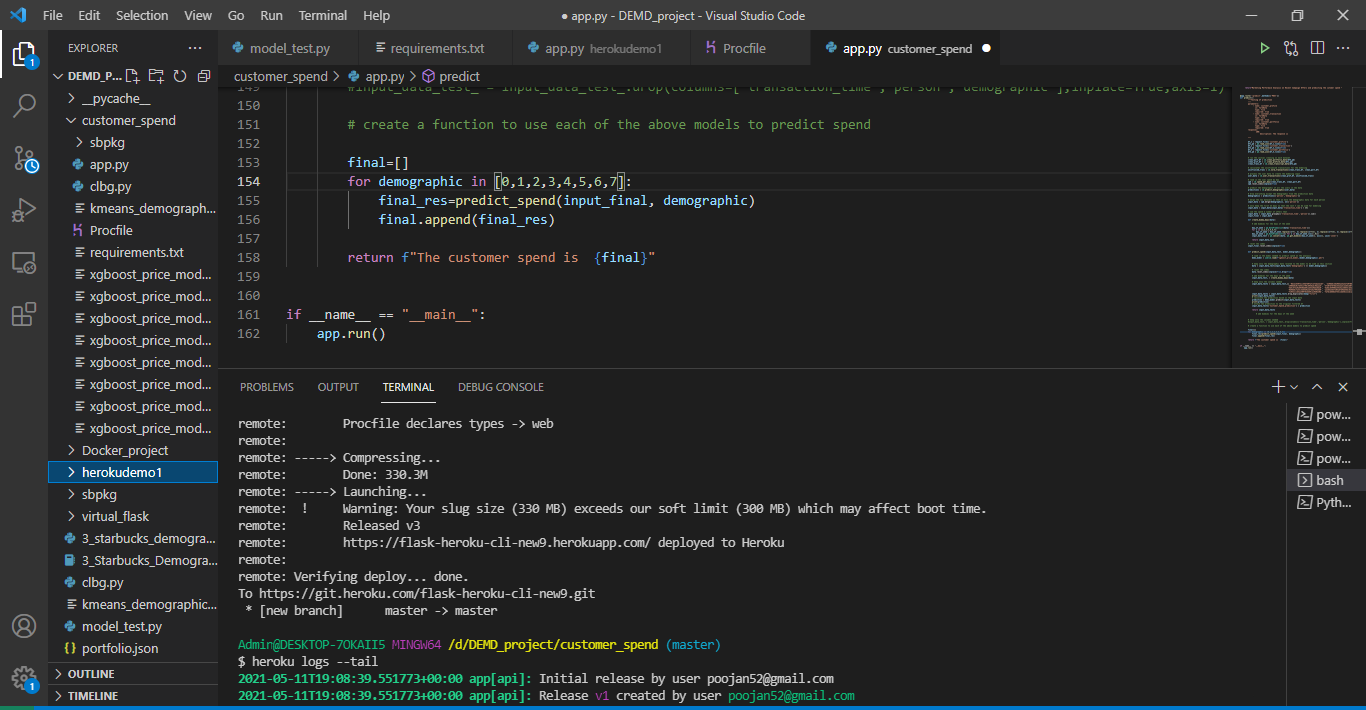 File Edit Selection View Go Run Terminal Help
● app.py - DEMD_project - Visual Studio Code
EXPLORER
DEMD_P...
__pycache__
customer_spend
sbpkg
app.py
clbg.py
kmeans_demograph...
Procfile
requirements.txt
xgboost_price_mod...
xgboost_price_mod...
xgboost_price_mod...
xgboost_price_mod...
xgboost_price_mod...
xgboost_price_mod...
xgboost_price_mod...
xgboost_price_mod...
Docker_project
herokudemo1
sbpkg
virtual_flask
3_starbucks_demogra...
3_Starbucks_Demogra...
clbg.py
kmeans_demographic...
model_test.py
portfolio.json
OUTLINE
TIMELINE
model_test.py requirements.txt app.py herokudemo1 Procfile app.py customer_spend
customer_spend > app.py > predict
149 #input_data_test_ = input_data_test_.drop(columns=['transaction_time','person','demographic'],inplace=True,axis=1)
150
151 # create a function to use each of the above models to predict spend
152
153 final=[]
154 for demographic in [0,1,2,3,4,5,6,7]:
155 final_res=predict_spend(input_final, demographic)
156 final.append(final_res)
157
158 return f"The customer spend is  {final}"
159
160
161 if __name__ == "__main__":
162 app.run()
PROBLEMS OUTPUT TERMINAL DEBUG CONSOLE
remote: Procfile declares types -> web
remote:
remote: -----> Compressing...
remote: Done: 330.3M
remote: -----> Launching...
remote: ! Warning: Your slug size (330 MB) exceeds our soft limit (300 MB) which may affect boot time.
remote: Released v3
remote: https://flask-heroku-cli-new9.herokuapp.com/ deployed to Heroku
remote:
remote: Verifying deploy... done.
To https://git.heroku.com/flask-heroku-cli-new9.git
* [new branch] master -> master
Admin@DESKTOP-7OKAII5 MINGW64 /d/DEMD_project/customer_spend (master)
$ heroku logs --tail
2021-05-11T19:08:39.551773+00:00 app[api]: Initial release by user poojan52@gmail.com
2021-05-11T19:08:39.551773+00:00 app[api]: Release v1 created by user poojan52@gmail.com
pow...
pow...
pow...
bash
Pyth...
1
1